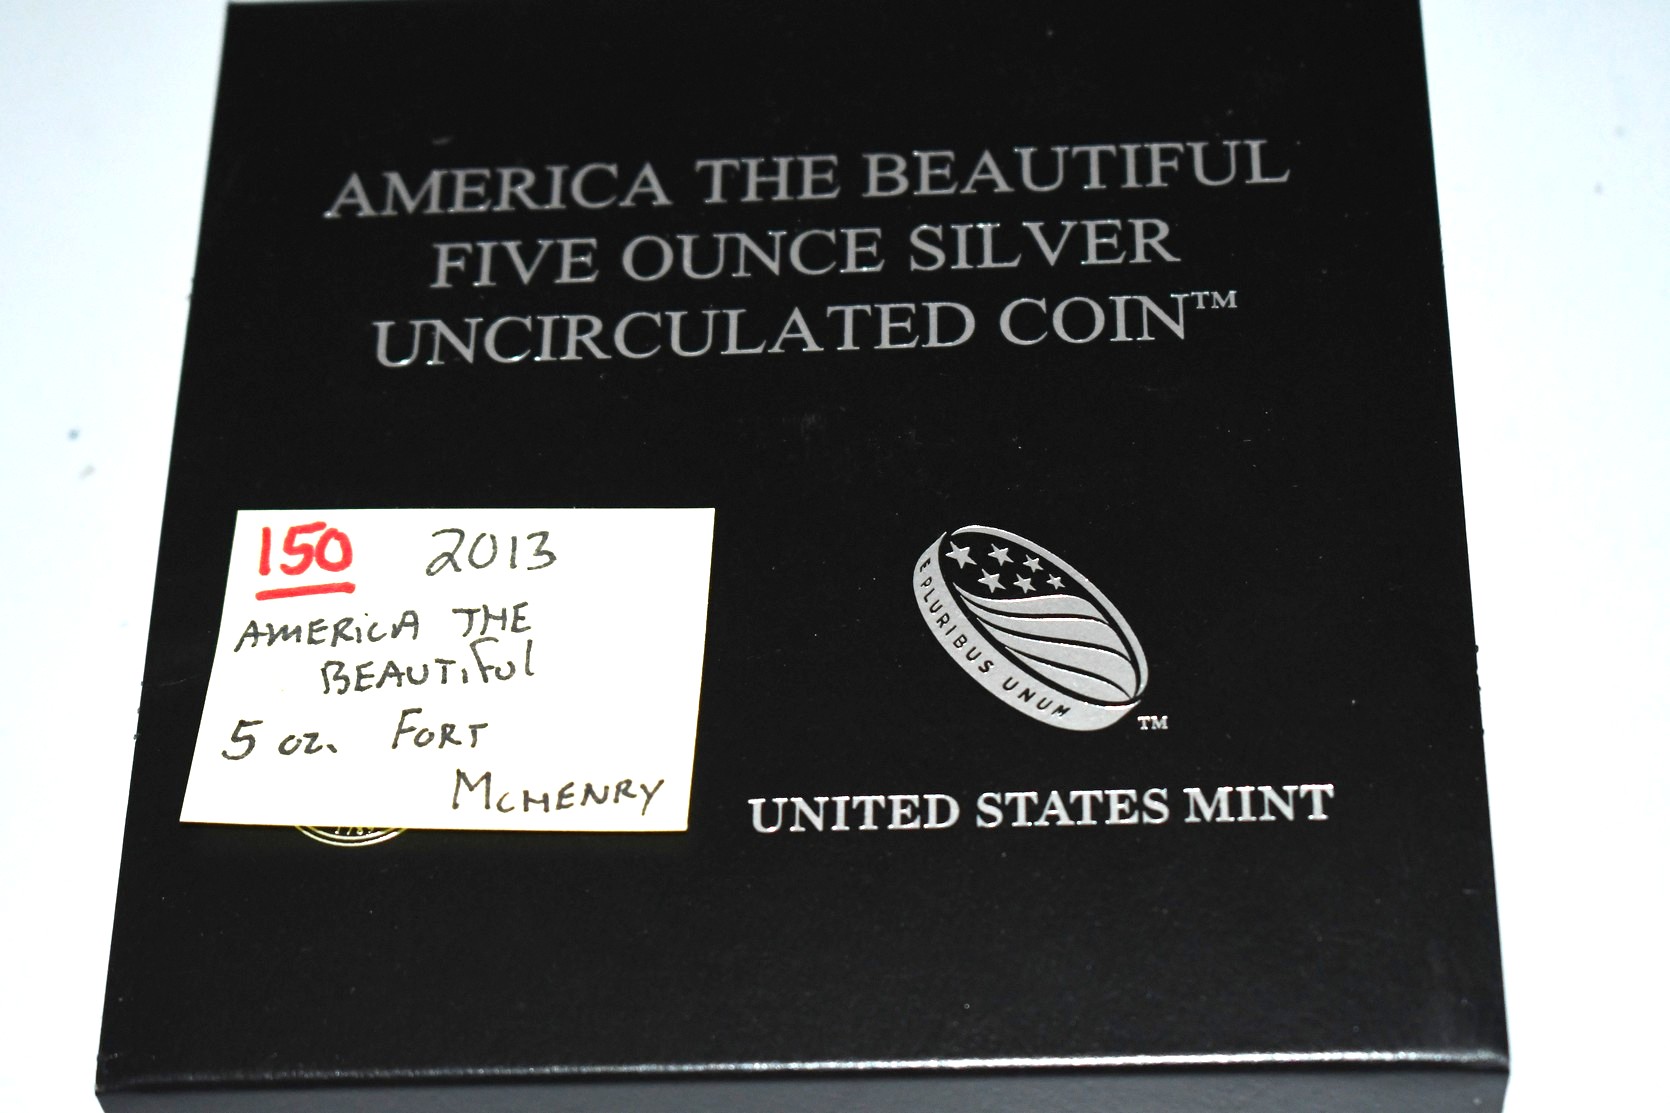 AMERICA THE BEAUTIFUL
FIVE OUNCE SILVER
UNCIRCULATED COIN™
150 2013
AMERICA THE
BEAUTIFUL
5 oz. FORT
MCHENRY
E PLURIBUS UNUM
TM
UNITED STATES MINT